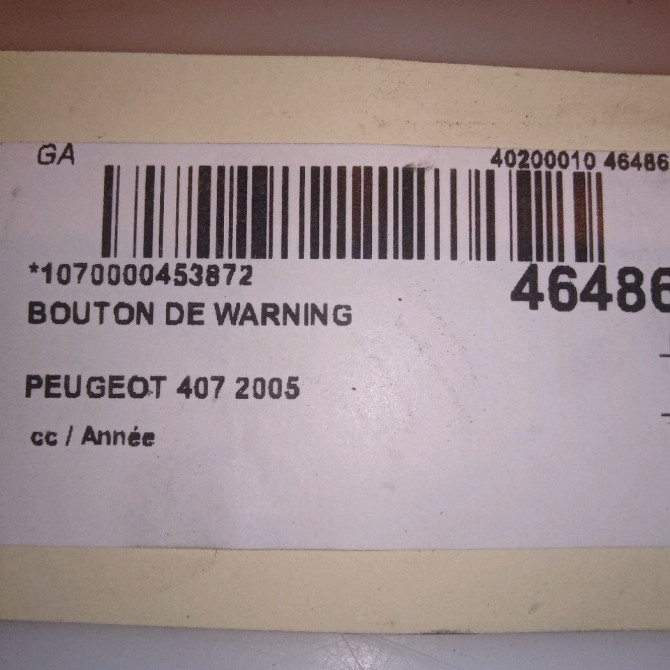 GA
40200010 46486
*1070000453872
46486
BOUTON DE WARNING
PEUGEOT 407 2005
cc / Année